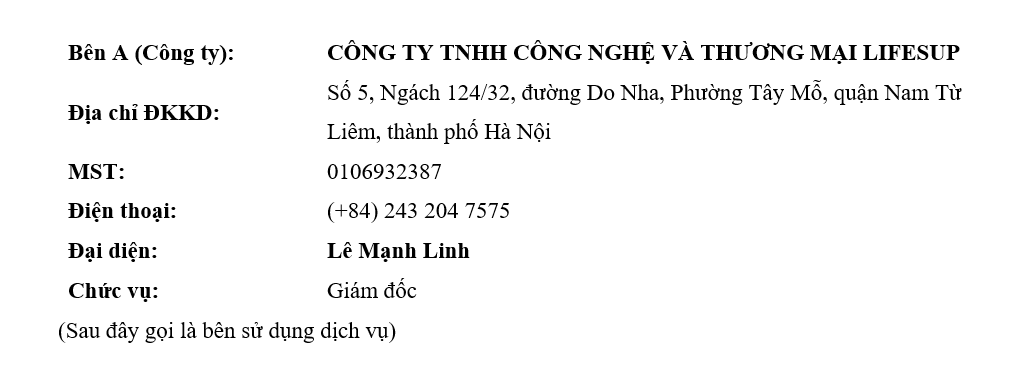 Bên A (Công ty): CÔNG TY TNHH CÔNG NGHỆ VÀ THƯƠNG MẠI LIFESUP
Địa chỉ ĐKKD: Số 5, Ngách 124/32, đường Do Nha, Phường Tây Mỗ, quận Nam Từ
Liêm, thành phố Hà Nội
MST: 0106932387
Điện thoại: (+84) 243 204 7575
Đại diện: Lê Mạnh Linh
Chức vụ: Giám đốc
(Sau đây gọi là bên sử dụng dịch vụ)